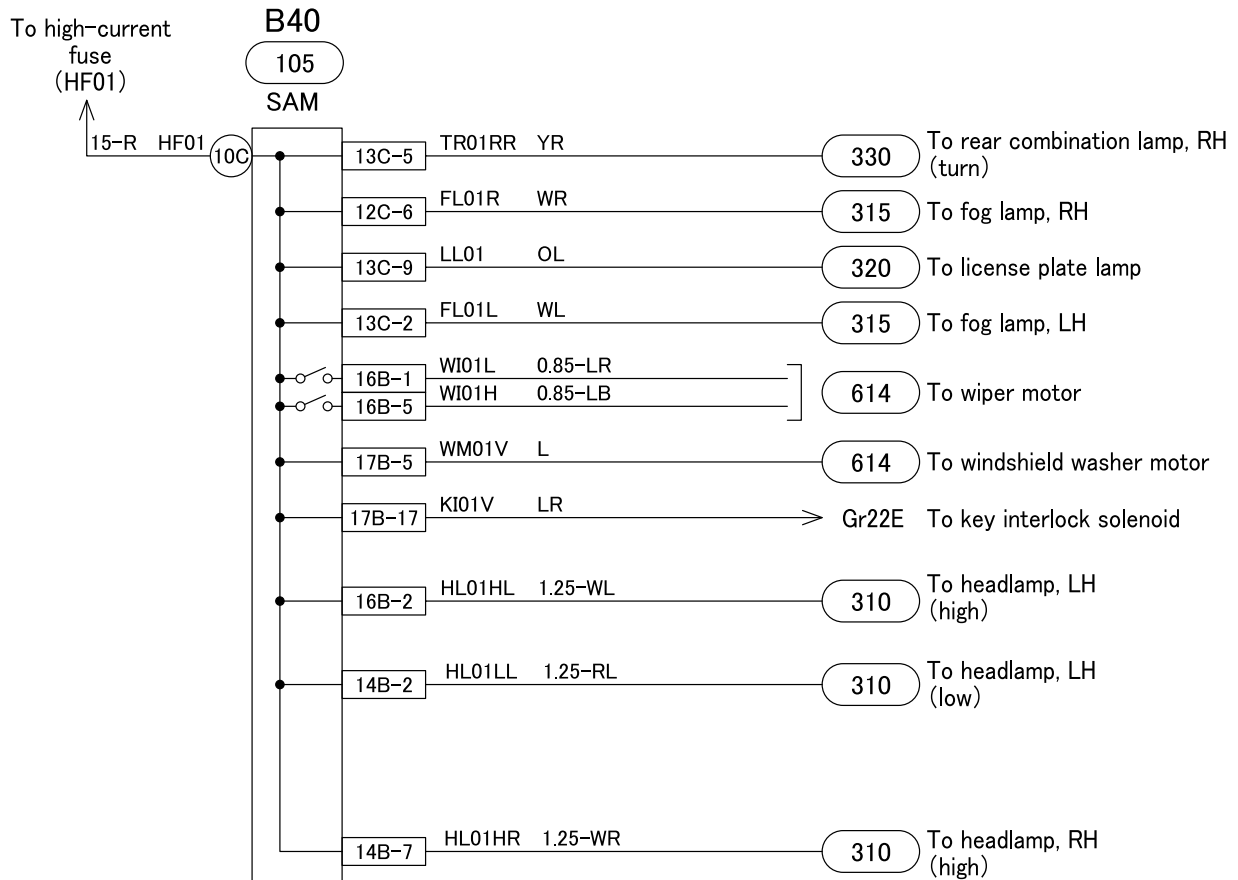 To high-current
fuse
(HF01)
B40
105
SAM
15-R HF01 10C
13C-5 TR01RR YR 330 To rear combination lamp, RH
(turn)
12C-6 FL01R WR 315 To fog lamp, RH
13C-9 LL01 OL 320 To license plate lamp
13C-2 FL01L WL 315 To fog lamp, LH
16B-1 WI01L 0.85-LR
16B-5 WI01H 0.85-LB
614 To wiper motor
17B-5 WM01V L 614 To windshield washer motor
17B-17 KI01V LR Gr22E To key interlock solenoid
16B-2 HL01HL 1.25-WL 310 To headlamp, LH
(high)
14B-2 HL01LL 1.25-RL 310 To headlamp, LH
(low)
14B-7 HL01HR 1.25-WR 310 To headlamp, RH
(high)